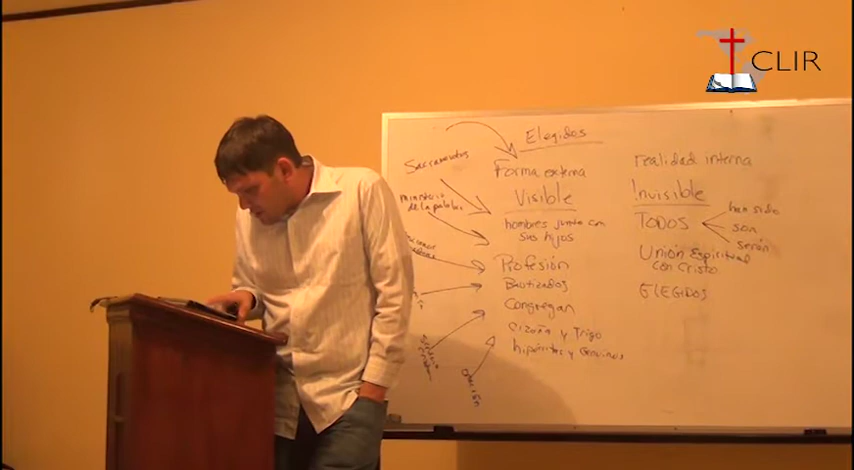 CLIR
Elegidos
Sacramentos
Forma externa
realidad interna
Visible
Invisible
ministerio
de la palabra
hombres junto con
sus hijos
TODOS
han sido
son
serán
Profesión
Unión Espiritual
con Cristo
Bautizados
ELEGIDOS
Congregan
Cizaña y Trigo
hipócritas y Genuinos
oración